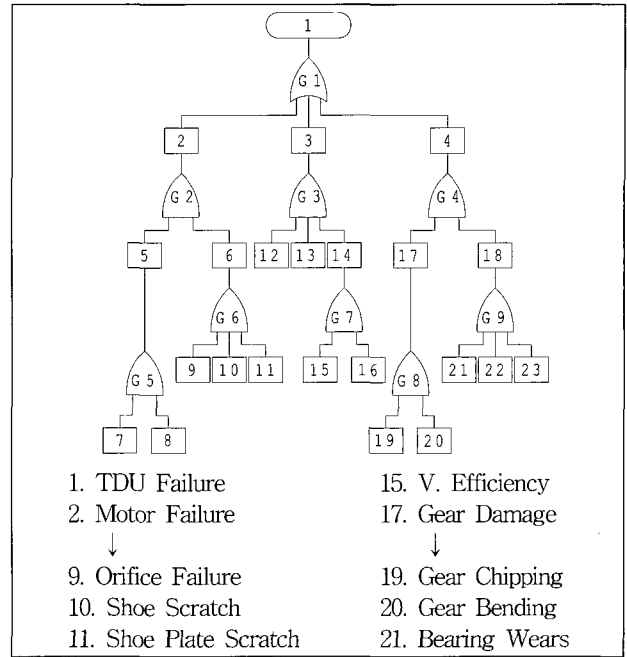 1
G 1
2 3 4
G 2 G 3 G 4
5 6 12 13 14 17 18
G 6 G 7 G 9
9 10 11 15 16 21 22 23
G 5 G 8
7 8 19 20
1. TDU Failure
2. Motor Failure
↓
9. Orifice Failure
10. Shoe Scratch
11. Shoe Plate Scratch
15. V. Efficiency
17. Gear Damage
↓
19. Gear Chipping
20. Gear Bending
21. Bearing Wears